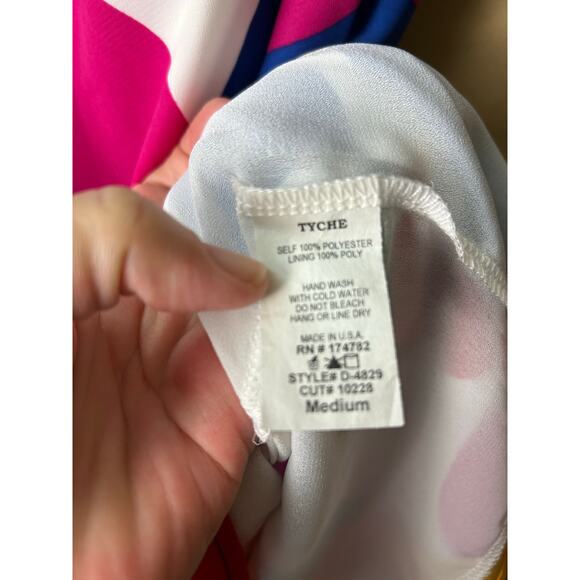 TYCHE
SELF 100% POLYESTER
LINING 100% POLY
HAND WASH
WITH COLD WATER
DO NOT BLEACH
HANG OR LINE DRY
MADE IN U.S.A.
RN # 174782
STYLE# D-4829
CUT# 10228
Medium